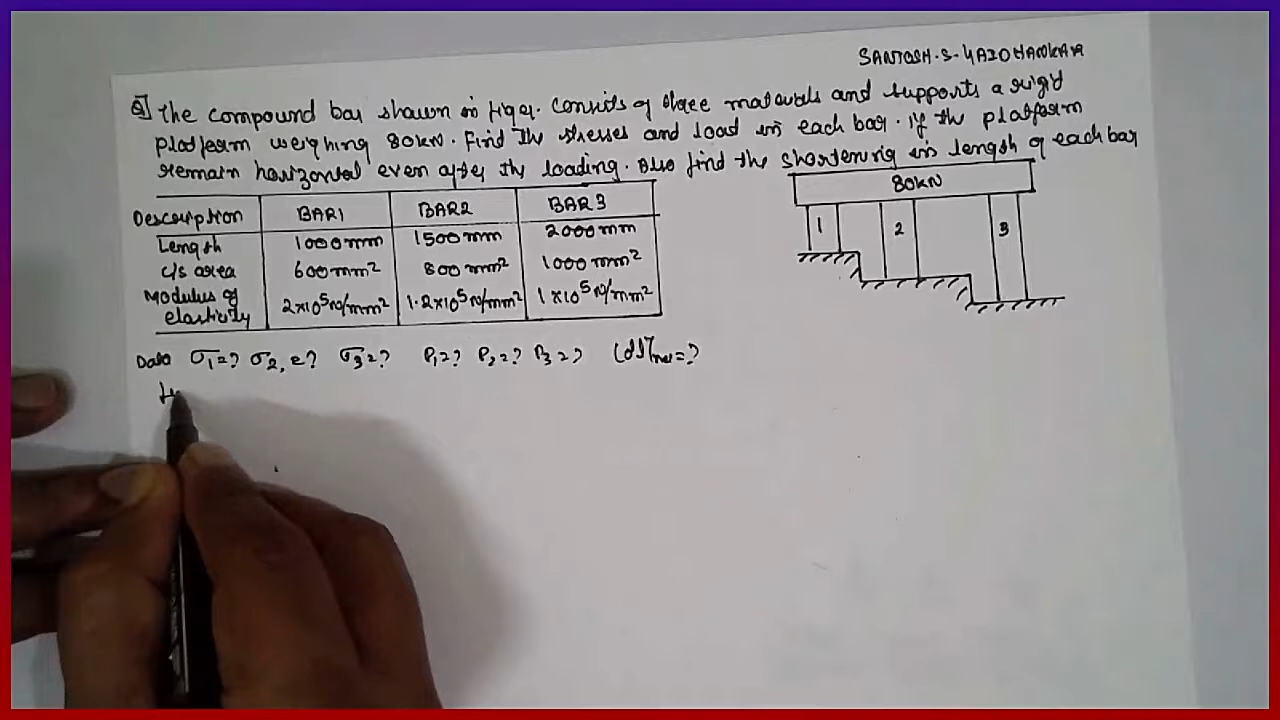 SANTOSH.S.
Q] The compound bar shown in figer. Consits of three materials and supports a rigid
platform weighing 80kN. Find the stresses and load in each bar. if the platform
remain horizontal even after the loading. Also find the shortening in length of each bar
Description BAR1 BAR2 BAR3
Length 1000mm 1500mm 2000mm
c/s area 600mm² 800mm² 1000mm²
Modulus of elasticity 2×10⁵N/mm² 1.2×10⁵N/mm² 1×10⁵N/mm²
80kN
1 2 3
Data σ₁=? σ₂=? σ₃=? P₁=? P₂=? P₃=?